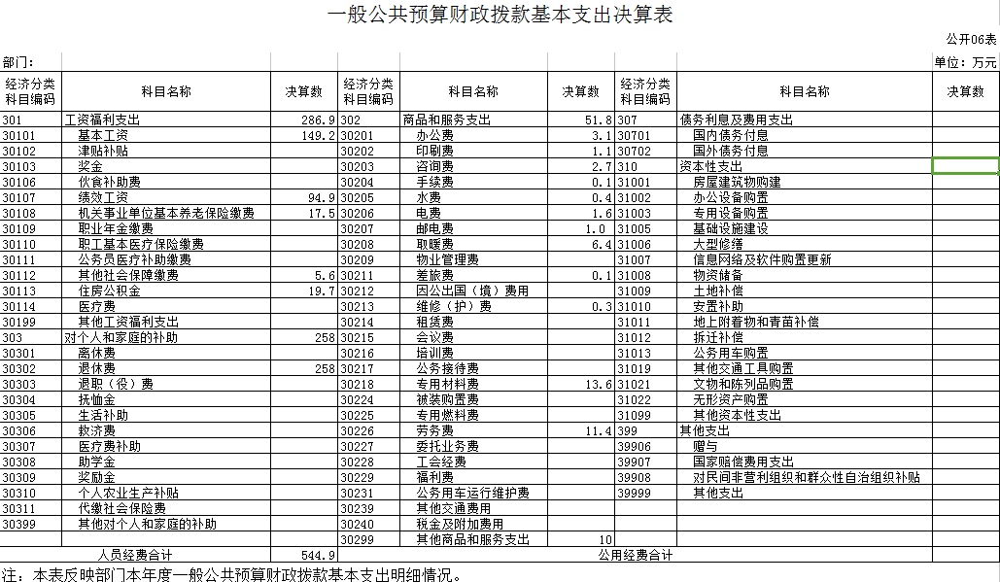 一般公共预算财政拨款基本支出决算表
公开06表
部门： 单位：万元
经济分类科目编码 科目名称 决算数 经济分类科目编码 科目名称 决算数 经济分类科目编码 科目名称 决算数
301 工资福利支出 286.9 302 商品和服务支出 51.8 307 债务利息及费用支出
30101 基本工资 149.2 30201 办公费 3.1 30701 国内债务付息
30102 津贴补贴 30202 印刷费 1.1 30702 国外债务付息
30103 奖金 30203 咨询费 2.7 310 资本性支出
30106 伙食补助费 30204 手续费 0.1 31001 房屋建筑物购建
30107 绩效工资 94.9 30205 水费 0.4 31002 办公设备购置
30108 机关事业单位基本养老保险缴费 17.5 30206 电费 1.6 31003 专用设备购置
30109 职业年金缴费 30207 邮电费 1.0 31005 基础设施建设
30110 职工基本医疗保险缴费 30208 取暖费 6.4 31006 大型修缮
30111 公务员医疗补助缴费 30209 物业管理费 31007 信息网络及软件购置更新
30112 其他社会保障缴费 5.6 30211 差旅费 0.1 31008 物资储备
30113 住房公积金 19.7 30212 因公出国（境）费用 31009 土地补偿
30114 医疗费 30213 维修（护）费 0.3 31010 安置补助
30199 其他工资福利支出 30214 租赁费 31011 地上附着物和青苗补偿
303 对个人和家庭的补助 258 30215 会议费 31012 拆迁补偿
30301 离休费 30216 培训费 31013 公务用车购置
30302 退休费 258 30217 公务接待费 31019 其他交通工具购置
30303 退职（役）费 30218 专用材料费 13.6 31021 文物和陈列品购置
30304 抚恤金 30224 被装购置费 31022 无形资产购置
30305 生活补助 30225 专用燃料费 31099 其他资本性支出
30306 救济费 30226 劳务费 11.4 399 其他支出
30307 医疗费补助 30227 委托业务费 39906 赠与
30308 助学金 30228 工会经费 39907 国家赔偿费用支出
30309 奖励金 30229 福利费 39908 对民间非营利组织和群众性自治组织补贴
30310 个人农业生产补贴 30231 公务用车运行维护费 39999 其他支出
30311 代缴社会保险费 30239 其他交通费用
30399 其他对个人和家庭的补助 30240 税金及附加费用
30299 其他商品和服务支出 10
人员经费合计 544.9 公用经费合计
注：本表反映部门本年度一般公共预算财政拨款基本支出明细情况。